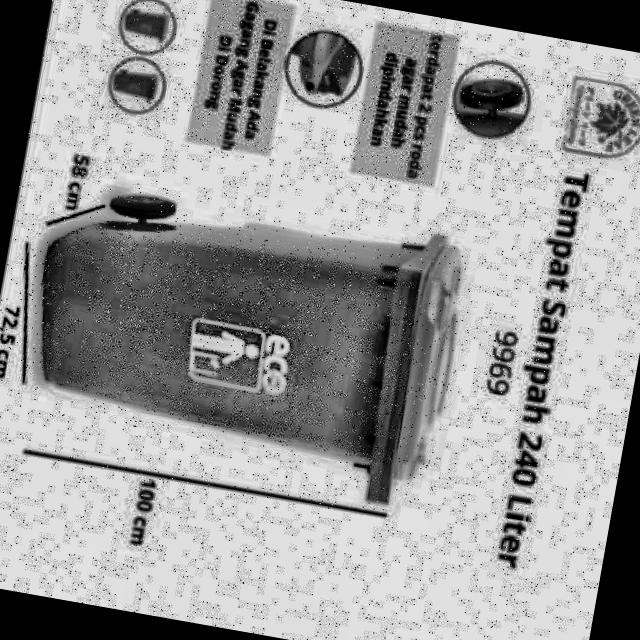 Tempat Sampah 240 Liter
9969
terdapat 2 pcs roda
agar mudah
dipindahkan
Di Belakang Ada
Gagang Agar Mudah
Di Dorong
eco
100 cm
58 cm
72,5 cm